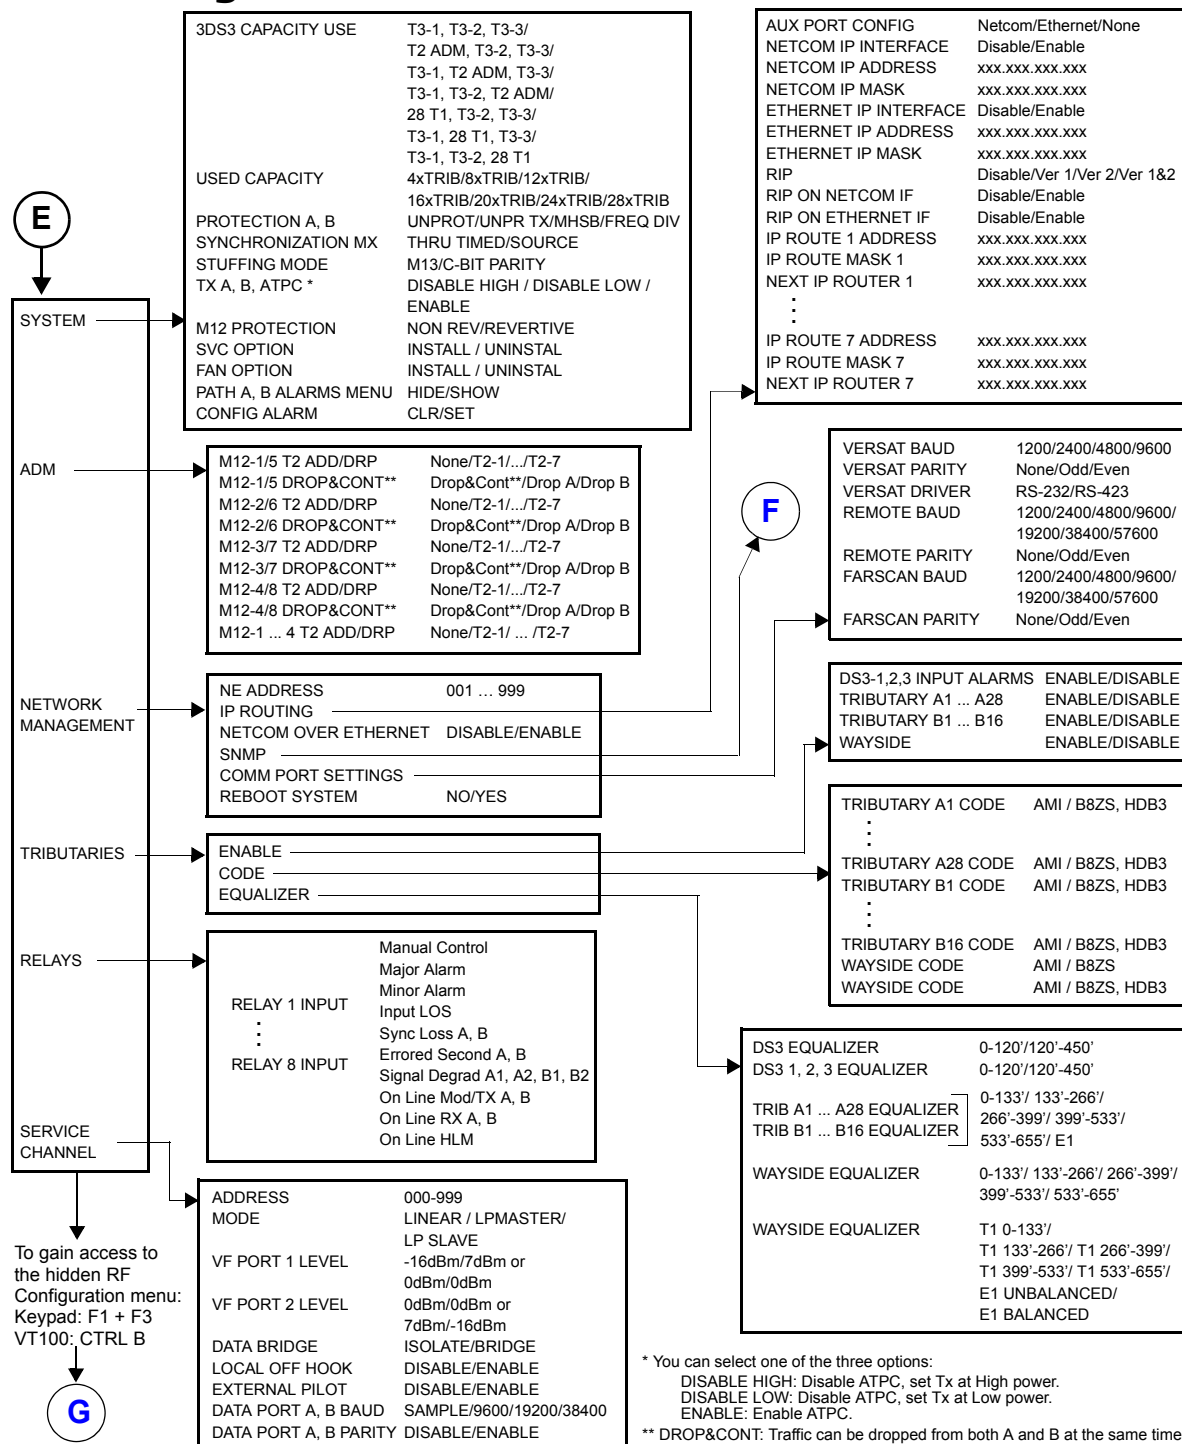 E
SYSTEM
ADM
NETWORK
MANAGEMENT
TRIBUTARIES
RELAYS
SERVICE
CHANNEL
To gain access to
the hidden RF
Configuration menu:
Keypad: F1 + F3
VT100: CTRL B
G
3DS3 CAPACITY USE T3-1, T3-2, T3-3/
T2 ADM, T3-2, T3-3/
T3-1, T2 ADM, T3-3/
T3-1, T3-2, T2 ADM/
28 T1, T3-2, T3-3/
T3-1, 28 T1, T3-3/
T3-1, T3-2, 28 T1
USED CAPACITY 4xTRIB/8xTRIB/12xTRIB/
16xTRIB/20xTRIB/24xTRIB/28xTRIB
PROTECTION A, B UNPROT/UNPR TX/MHSB/FREQ DIV
SYNCHRONIZATION MX THRU TIMED/SOURCE
STUFFING MODE M13/C-BIT PARITY
TX A, B, ATPC * DISABLE HIGH / DISABLE LOW /
ENABLE
M12 PROTECTION NON REV/REVERTIVE
SVC OPTION INSTALL / UNINSTAL
FAN OPTION INSTALL / UNINSTAL
PATH A, B ALARMS MENU HIDE/SHOW
CONFIG ALARM CLR/SET
M12-1/5 T2 ADD/DRP None/T2-1/.../T2-7
M12-1/5 DROP&CONT** Drop&Cont**/Drop A/Drop B
M12-2/6 T2 ADD/DRP None/T2-1/.../T2-7
M12-2/6 DROP&CONT** Drop&Cont**/Drop A/Drop B
M12-3/7 T2 ADD/DRP None/T2-1/.../T2-7
M12-3/7 DROP&CONT** Drop&Cont**/Drop A/Drop B
M12-4/8 T2 ADD/DRP None/T2-1/.../T2-7
M12-4/8 DROP&CONT** Drop&Cont**/Drop A/Drop B
M12-1 ... 4 T2 ADD/DRP None/T2-1/ ... /T2-7
NE ADDRESS 001 … 999
IP ROUTING
NETCOM OVER ETHERNET DISABLE/ENABLE
SNMP
COMM PORT SETTINGS
REBOOT SYSTEM NO/YES
ENABLE
CODE
EQUALIZER
RELAY 1 INPUT
⋮
RELAY 8 INPUT
Manual Control
Major Alarm
Minor Alarm
Input LOS
Sync Loss A, B
Errored Second A, B
Signal Degrad A1, A2, B1, B2
On Line Mod/TX A, B
On Line RX A, B
On Line HLM
ADDRESS 000-999
MODE LINEAR / LPMASTER/
LP SLAVE
VF PORT 1 LEVEL -16dBm/7dBm or
0dBm/0dBm
VF PORT 2 LEVEL 0dBm/0dBm or
7dBm/-16dBm
DATA BRIDGE ISOLATE/BRIDGE
LOCAL OFF HOOK DISABLE/ENABLE
EXTERNAL PILOT DISABLE/ENABLE
DATA PORT A, B BAUD SAMPLE/9600/19200/38400
DATA PORT A, B PARITY DISABLE/ENABLE
F
AUX PORT CONFIG Netcom/Ethernet/None
NETCOM IP INTERFACE Disable/Enable
NETCOM IP ADDRESS xxx.xxx.xxx.xxx
NETCOM IP MASK xxx.xxx.xxx.xxx
ETHERNET IP INTERFACE Disable/Enable
ETHERNET IP ADDRESS xxx.xxx.xxx.xxx
ETHERNET IP MASK xxx.xxx.xxx.xxx
RIP Disable/Ver 1/Ver 2/Ver 1&2
RIP ON NETCOM IF Disable/Enable
RIP ON ETHERNET IF Disable/Enable
IP ROUTE 1 ADDRESS xxx.xxx.xxx.xxx
IP ROUTE MASK 1 xxx.xxx.xxx.xxx
NEXT IP ROUTER 1 xxx.xxx.xxx.xxx
⋮
IP ROUTE 7 ADDRESS xxx.xxx.xxx.xxx
IP ROUTE MASK 7 xxx.xxx.xxx.xxx
NEXT IP ROUTER 7 xxx.xxx.xxx.xxx
VERSAT BAUD 1200/2400/4800/9600
VERSAT PARITY None/Odd/Even
VERSAT DRIVER RS-232/RS-423
REMOTE BAUD 1200/2400/4800/9600/
19200/38400/57600
REMOTE PARITY None/Odd/Even
FARSCAN BAUD 1200/2400/4800/9600/
19200/38400/57600
FARSCAN PARITY None/Odd/Even
DS3-1,2,3 INPUT ALARMS ENABLE/DISABLE
TRIBUTARY A1 ... A28 ENABLE/DISABLE
TRIBUTARY B1 ... B16 ENABLE/DISABLE
WAYSIDE ENABLE/DISABLE
TRIBUTARY A1 CODE AMI / B8ZS, HDB3
⋮
TRIBUTARY A28 CODE AMI / B8ZS, HDB3
TRIBUTARY B1 CODE AMI / B8ZS, HDB3
⋮
TRIBUTARY B16 CODE AMI / B8ZS, HDB3
WAYSIDE CODE AMI / B8ZS
WAYSIDE CODE AMI / B8ZS, HDB3
DS3 EQUALIZER 0-120'/120'-450'
DS3 1, 2, 3 EQUALIZER 0-120'/120'-450'
TRIB A1 ... A28 EQUALIZER
TRIB B1 ... B16 EQUALIZER
0-133'/ 133'-266'/
266'-399'/ 399'-533'/
533'-655'/ E1
WAYSIDE EQUALIZER 0-133'/ 133'-266'/ 266'-399'/
399'-533'/ 533'-655'
WAYSIDE EQUALIZER T1 0-133'/
T1 133'-266'/ T1 266'-399'/
T1 399'-533'/ T1 533'-655'/
E1 UNBALANCED/
E1 BALANCED
* You can select one of the three options:
DISABLE HIGH: Disable ATPC, set Tx at High power.
DISABLE LOW: Disable ATPC, set Tx at Low power.
ENABLE: Enable ATPC.
** DROP&CONT: Traffic can be dropped from both A and B at the same time